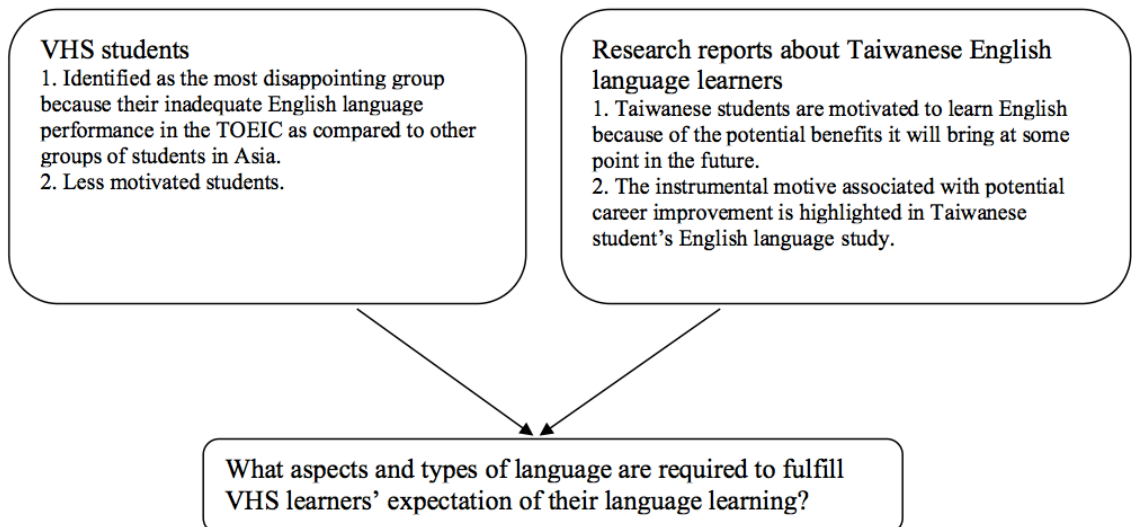 VHS students
1. Identified as the most disappointing group
because their inadequate English language
performance in the TOEIC as compared to other
groups of students in Asia.
2. Less motivated students.
Research reports about Taiwanese English
language learners
1. Taiwanese students are motivated to learn English
because of the potential benefits it will bring at some
point in the future.
2. The instrumental motive associated with potential
career improvement is highlighted in Taiwanese
student’s English language study.
What aspects and types of language are required to fulfill
VHS learners’ expectation of their language learning?